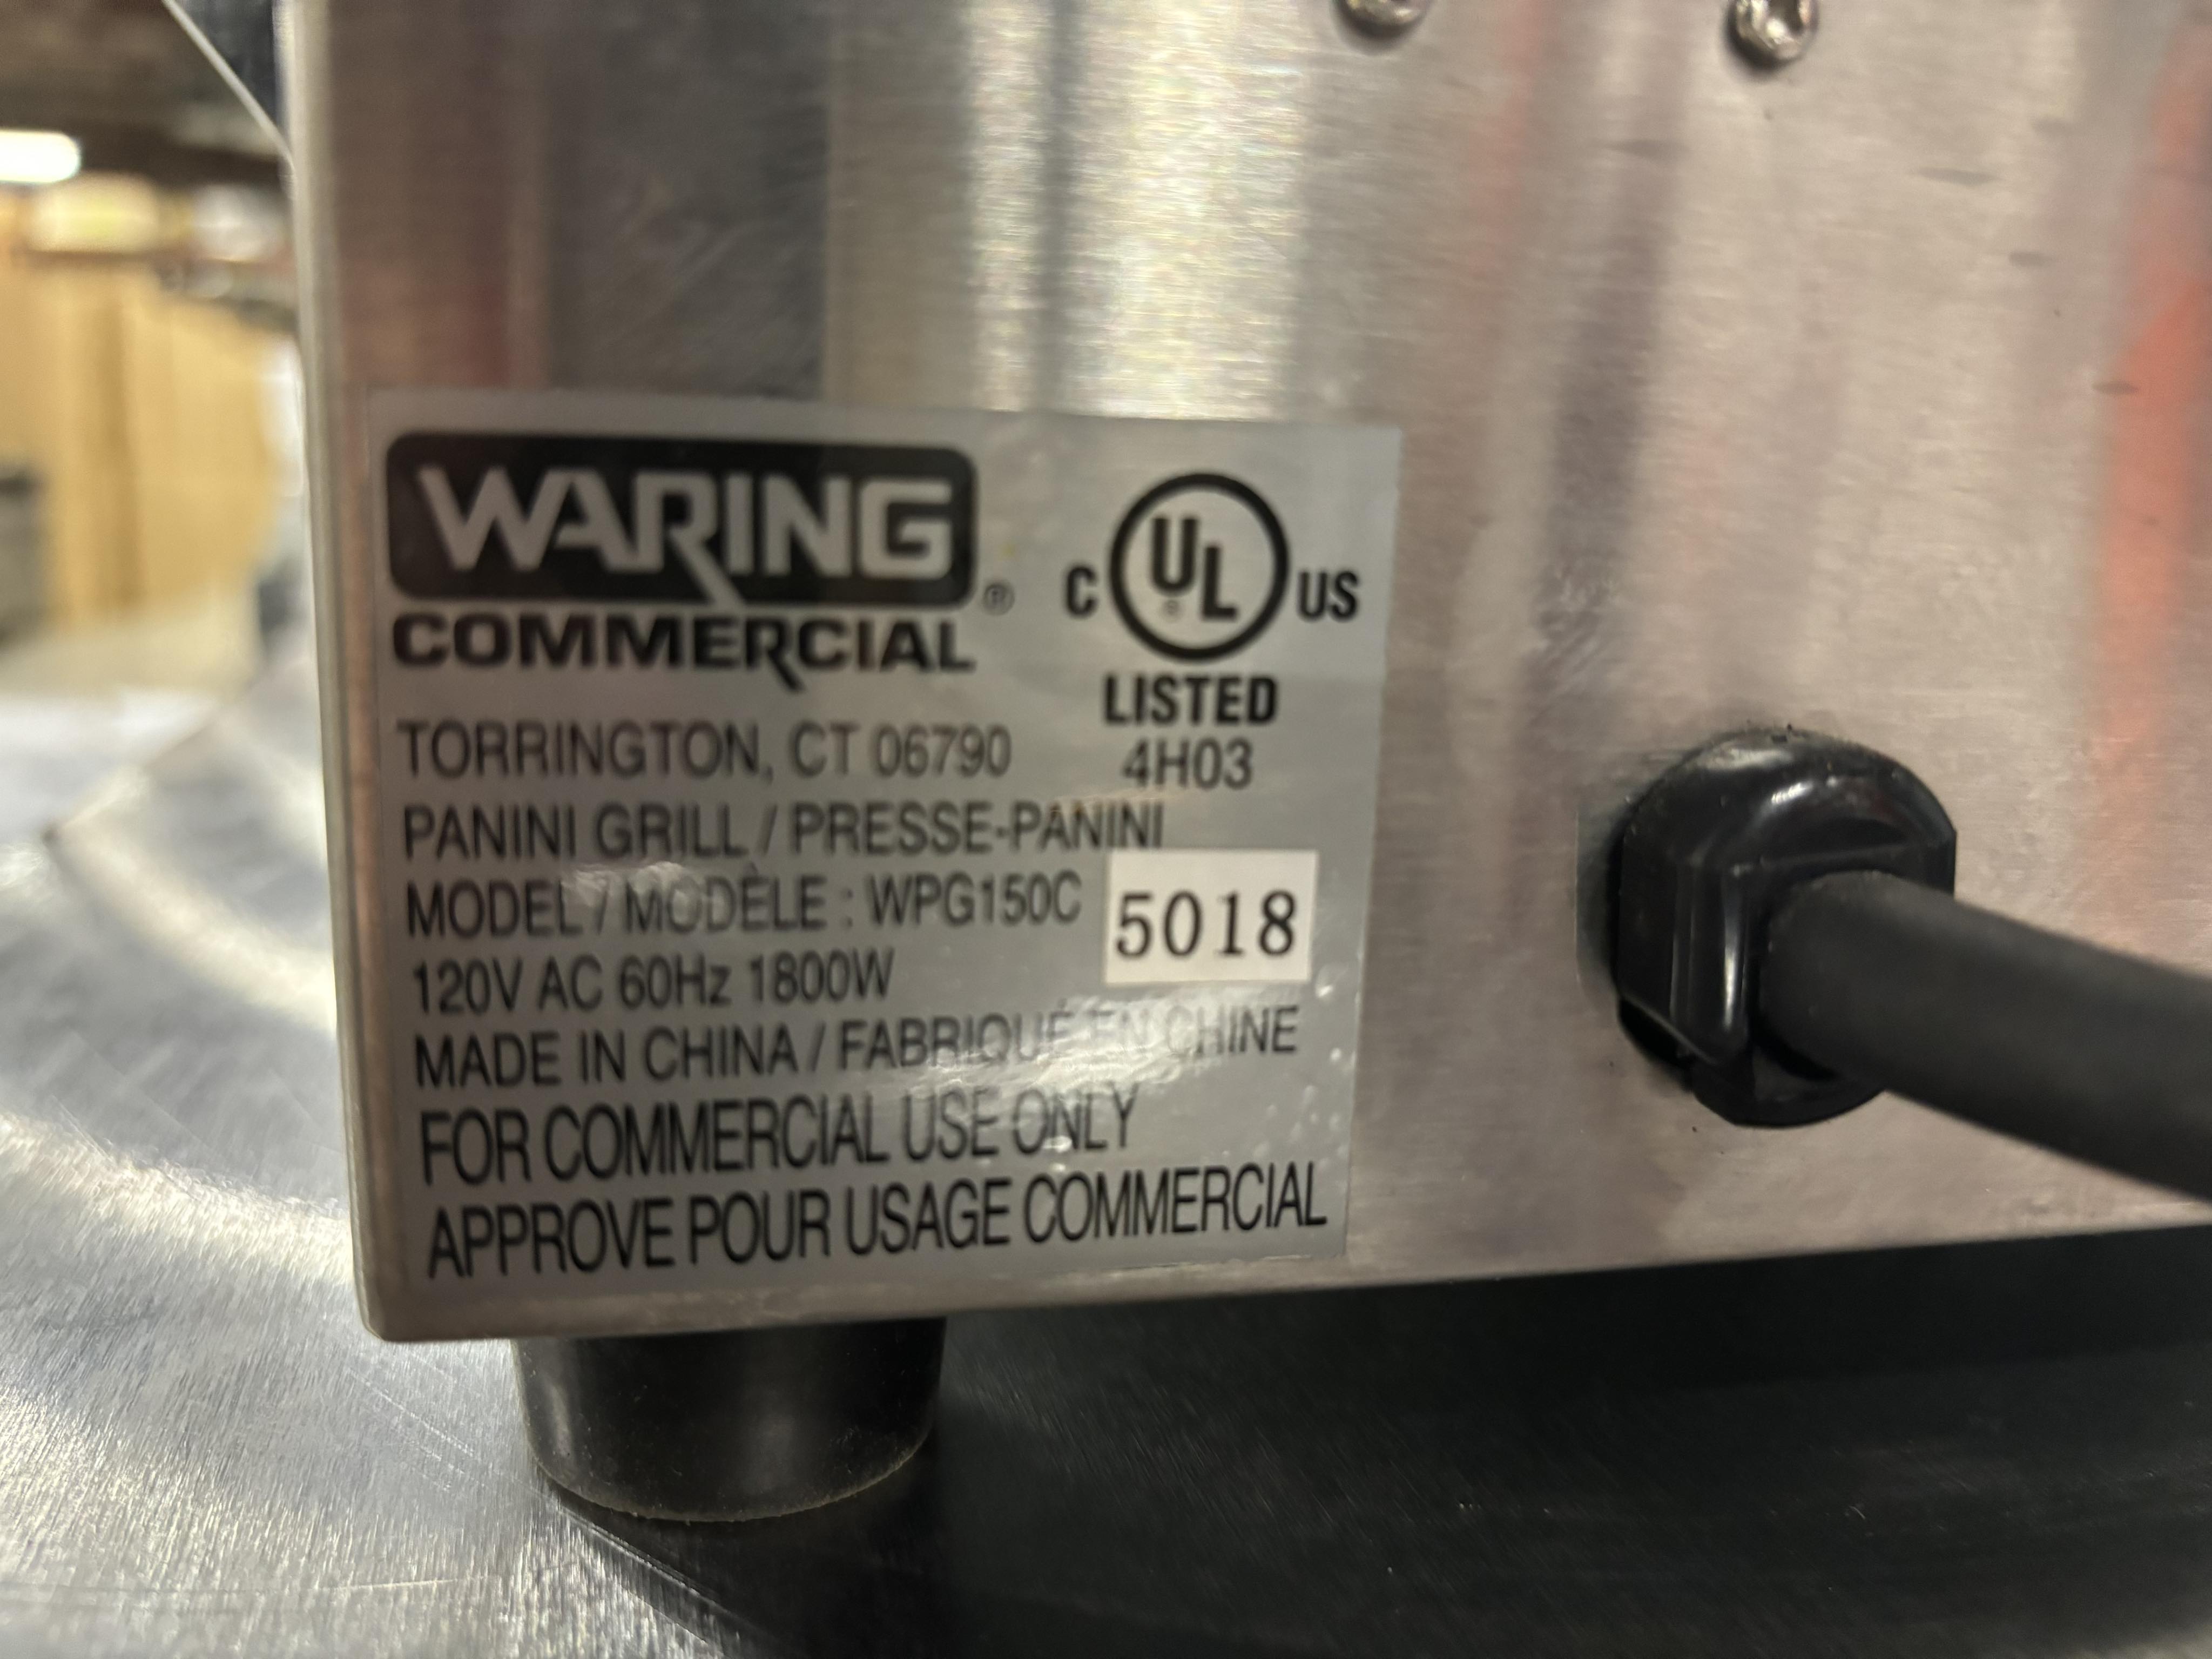 WARING®
COMMERCIAL
C UL® US
LISTED
4H03
TORRINGTON, CT 06790
PANINI GRILL / PRESSE-PANINI
MODEL / MODÈLE : WPG150C
5018
120V AC 60Hz 1800W
MADE IN CHINA / FABRIQUÉ EN CHINE
FOR COMMERCIAL USE ONLY
APPROVE POUR USAGE COMMERCIAL